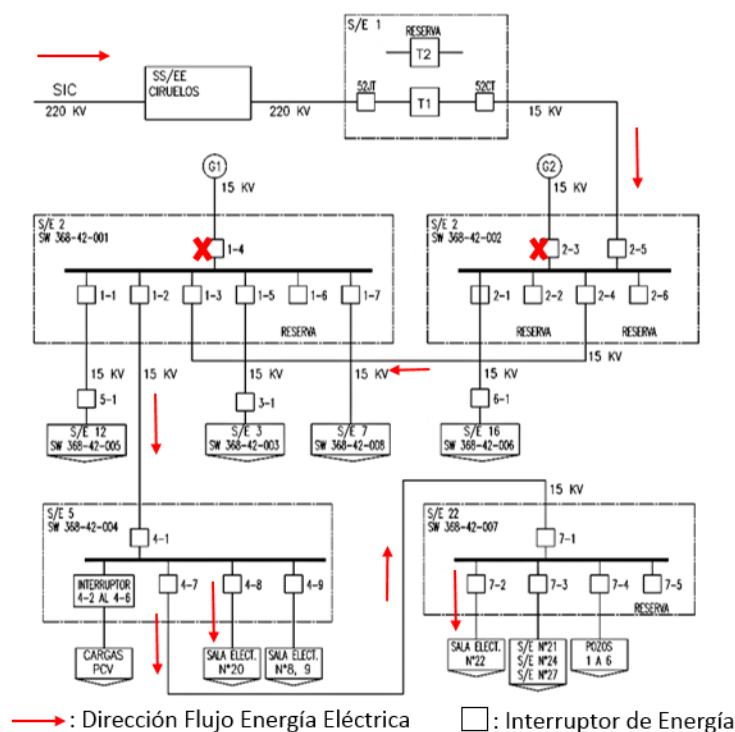 S/E 1
RESERVA
T2
SIC
220 KV
SS/EE
CIRUELOS
220 KV
52JT
T1
52CT
15 KV
G1
15 KV
G2
15 KV
S/E 2
SW 368-42-001
1-4
1-1
1-2
1-3
1-5
1-6
1-7
RESERVA
S/E 2
SW 368-42-002
2-3
2-5
2-1
2-2
2-4
2-6
RESERVA
RESERVA
15 KV
15 KV
15 KV
15 KV
15 KV
15 KV
5-1
3-1
6-1
S/E 12
SW 368-42-005
S/E 3
SW 368-42-003
S/E 7
SW 368-42-008
S/E 16
SW 368-42-006
15 KV
S/E 5
SW 368-42-004
4-1
INTERRUPTOR
4-2 AL 4-6
4-7
4-8
4-9
CARGAS
PCV
SALA ELECT.
N°20
SALA ELECT.
N°8, 9
S/E 22
SW 368-42-007
7-1
7-2
7-3
7-4
7-5
RESERVA
SALA ELECT.
N°22
S/E N°21
S/E N°24
S/E N°27
POZOS
1 A 6
: Dirección Flujo Energía Eléctrica
: Interruptor de Energía